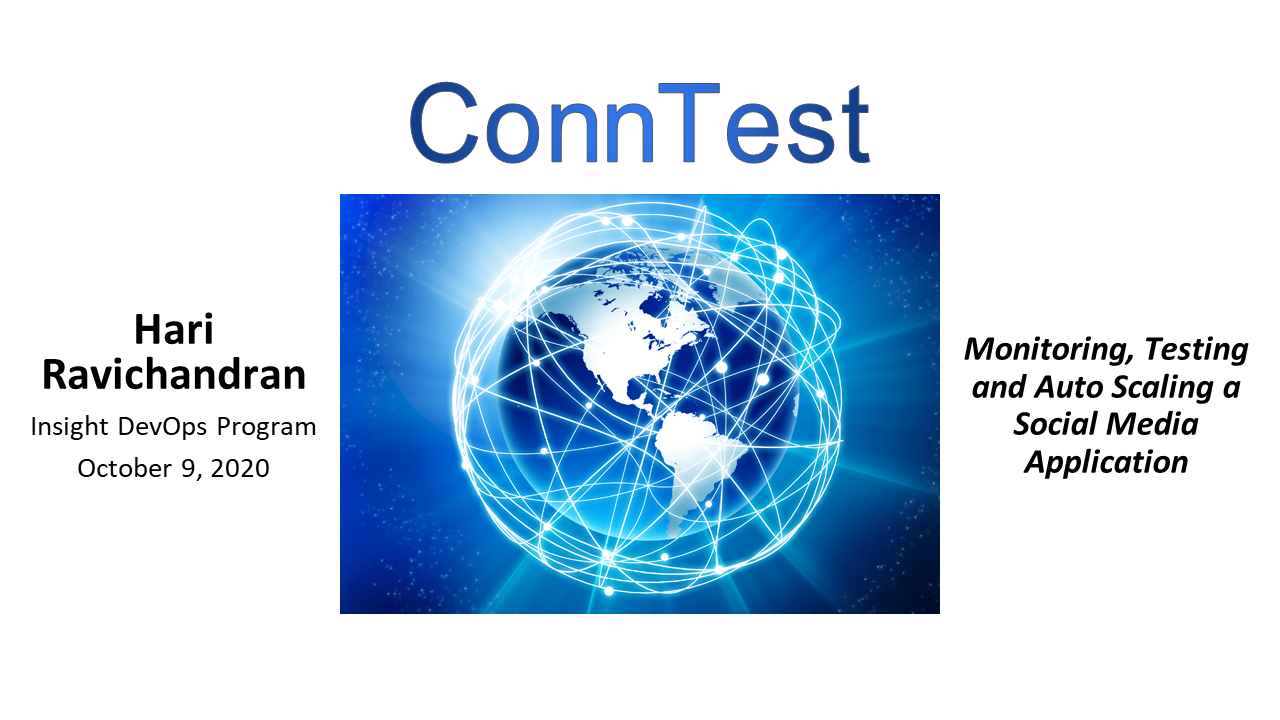 ConnTest
Hari
Ravichandran
Insight DevOps Program
October 9, 2020
Monitoring, Testing
and Auto Scaling a
Social Media
Application